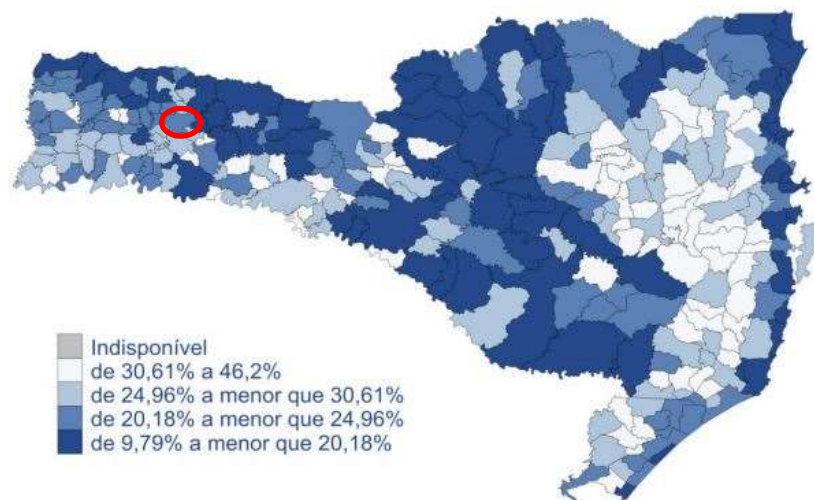 Indisponível
de 30,61% a 46,2%
de 24,96% a menor que 30,61%
de 20,18% a menor que 24,96%
de 9,79% a menor que 20,18%